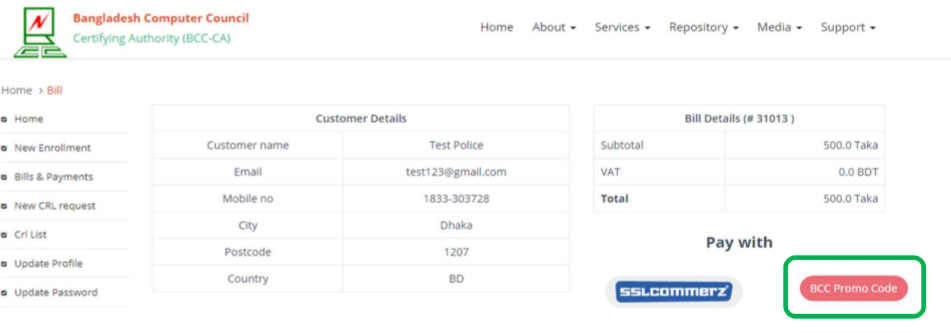 Bangladesh Computer Council
Certifying Authority (BCC-CA)
Home About Services Repository Media Support
Home > Bill
Home
New Enrollment
Bills & Payments
New CRL request
Crl List
Update Profile
Update Password
Customer Details
Customer name Test Police
Email test123@gmail.com
Mobile no 1833-303728
City Dhaka
Postcode 1207
Country BD
Bill Details (# 31013 )
Subtotal 500.0 Taka
VAT 0.0 BDT
Total 500.0 Taka
Pay with
SSLCOMMERZ
BCC Promo Code